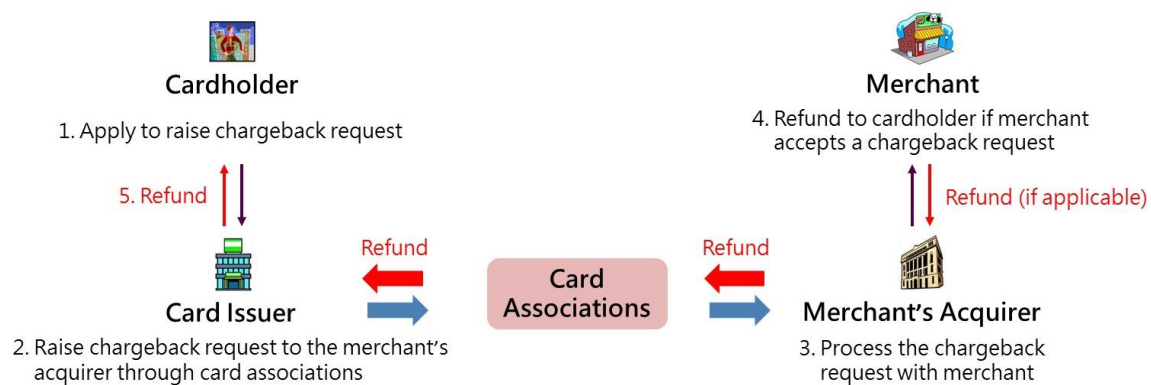 Cardholder
1. Apply to raise chargeback request
5. Refund
Card Issuer
2. Raise chargeback request to the merchant's
acquirer through card associations
Refund
Card
Associations
Refund
Merchant
4. Refund to cardholder if merchant
accepts a chargeback request
Refund (if applicable)
Merchant's Acquirer
3. Process the chargeback
request with merchant